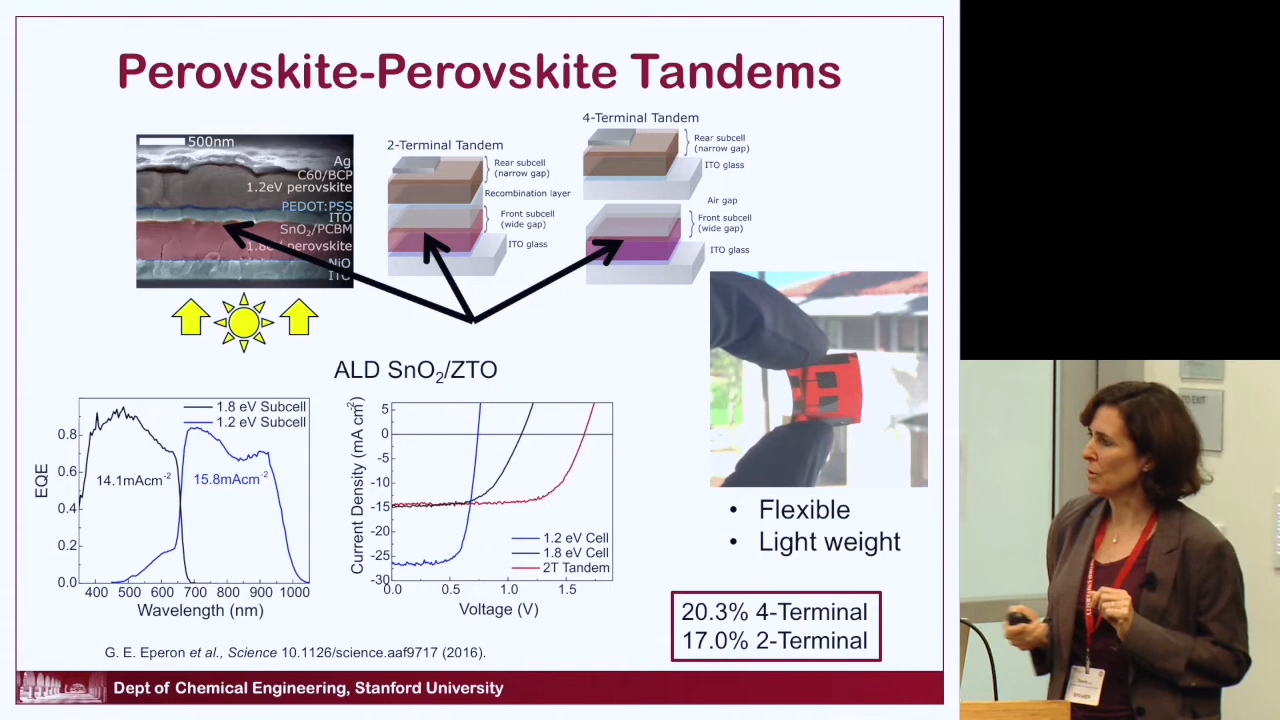 Perovskite-Perovskite Tandems
500nm
Ag
C60/BCP
1.2eV perovskite
PEDOT:PSS
ITO
SnO₂/PCBM
1.8e perovskite
NiO
2-Terminal Tandem
Rear subcell
(narrow gap)
Recombination layer
Front subcell
(wide gap)
ITO glass
4-Terminal Tandem
Rear subcell
(narrow gap)
ITO glass
Air gap
Front subcell
(wide gap)
ITO glass
ALD SnO₂/ZTO
EQE
0.8
0.6
0.4
0.2
0.0
1.8 eV Subcell
1.2 eV Subcell
14.1mAcm⁻²
15.8mAcm⁻²
400 500 600 700 800 900 1000
Wavelength (nm)
Current Density (mA cm⁻²)
5
0
-5
-10
-15
-20
-25
-30
1.2 eV Cell
1.8 eV Cell
2T Tandem
0.0 0.5 1.0 1.5
Voltage (V)
• Flexible
• Light weight
20.3% 4-Terminal
17.0% 2-Terminal
G. E. Eperon et al., Science 10.1126/science.aaf9717 (2016).
Dept of Chemical Engineering, Stanford University
TO EXIT
SPEAKER